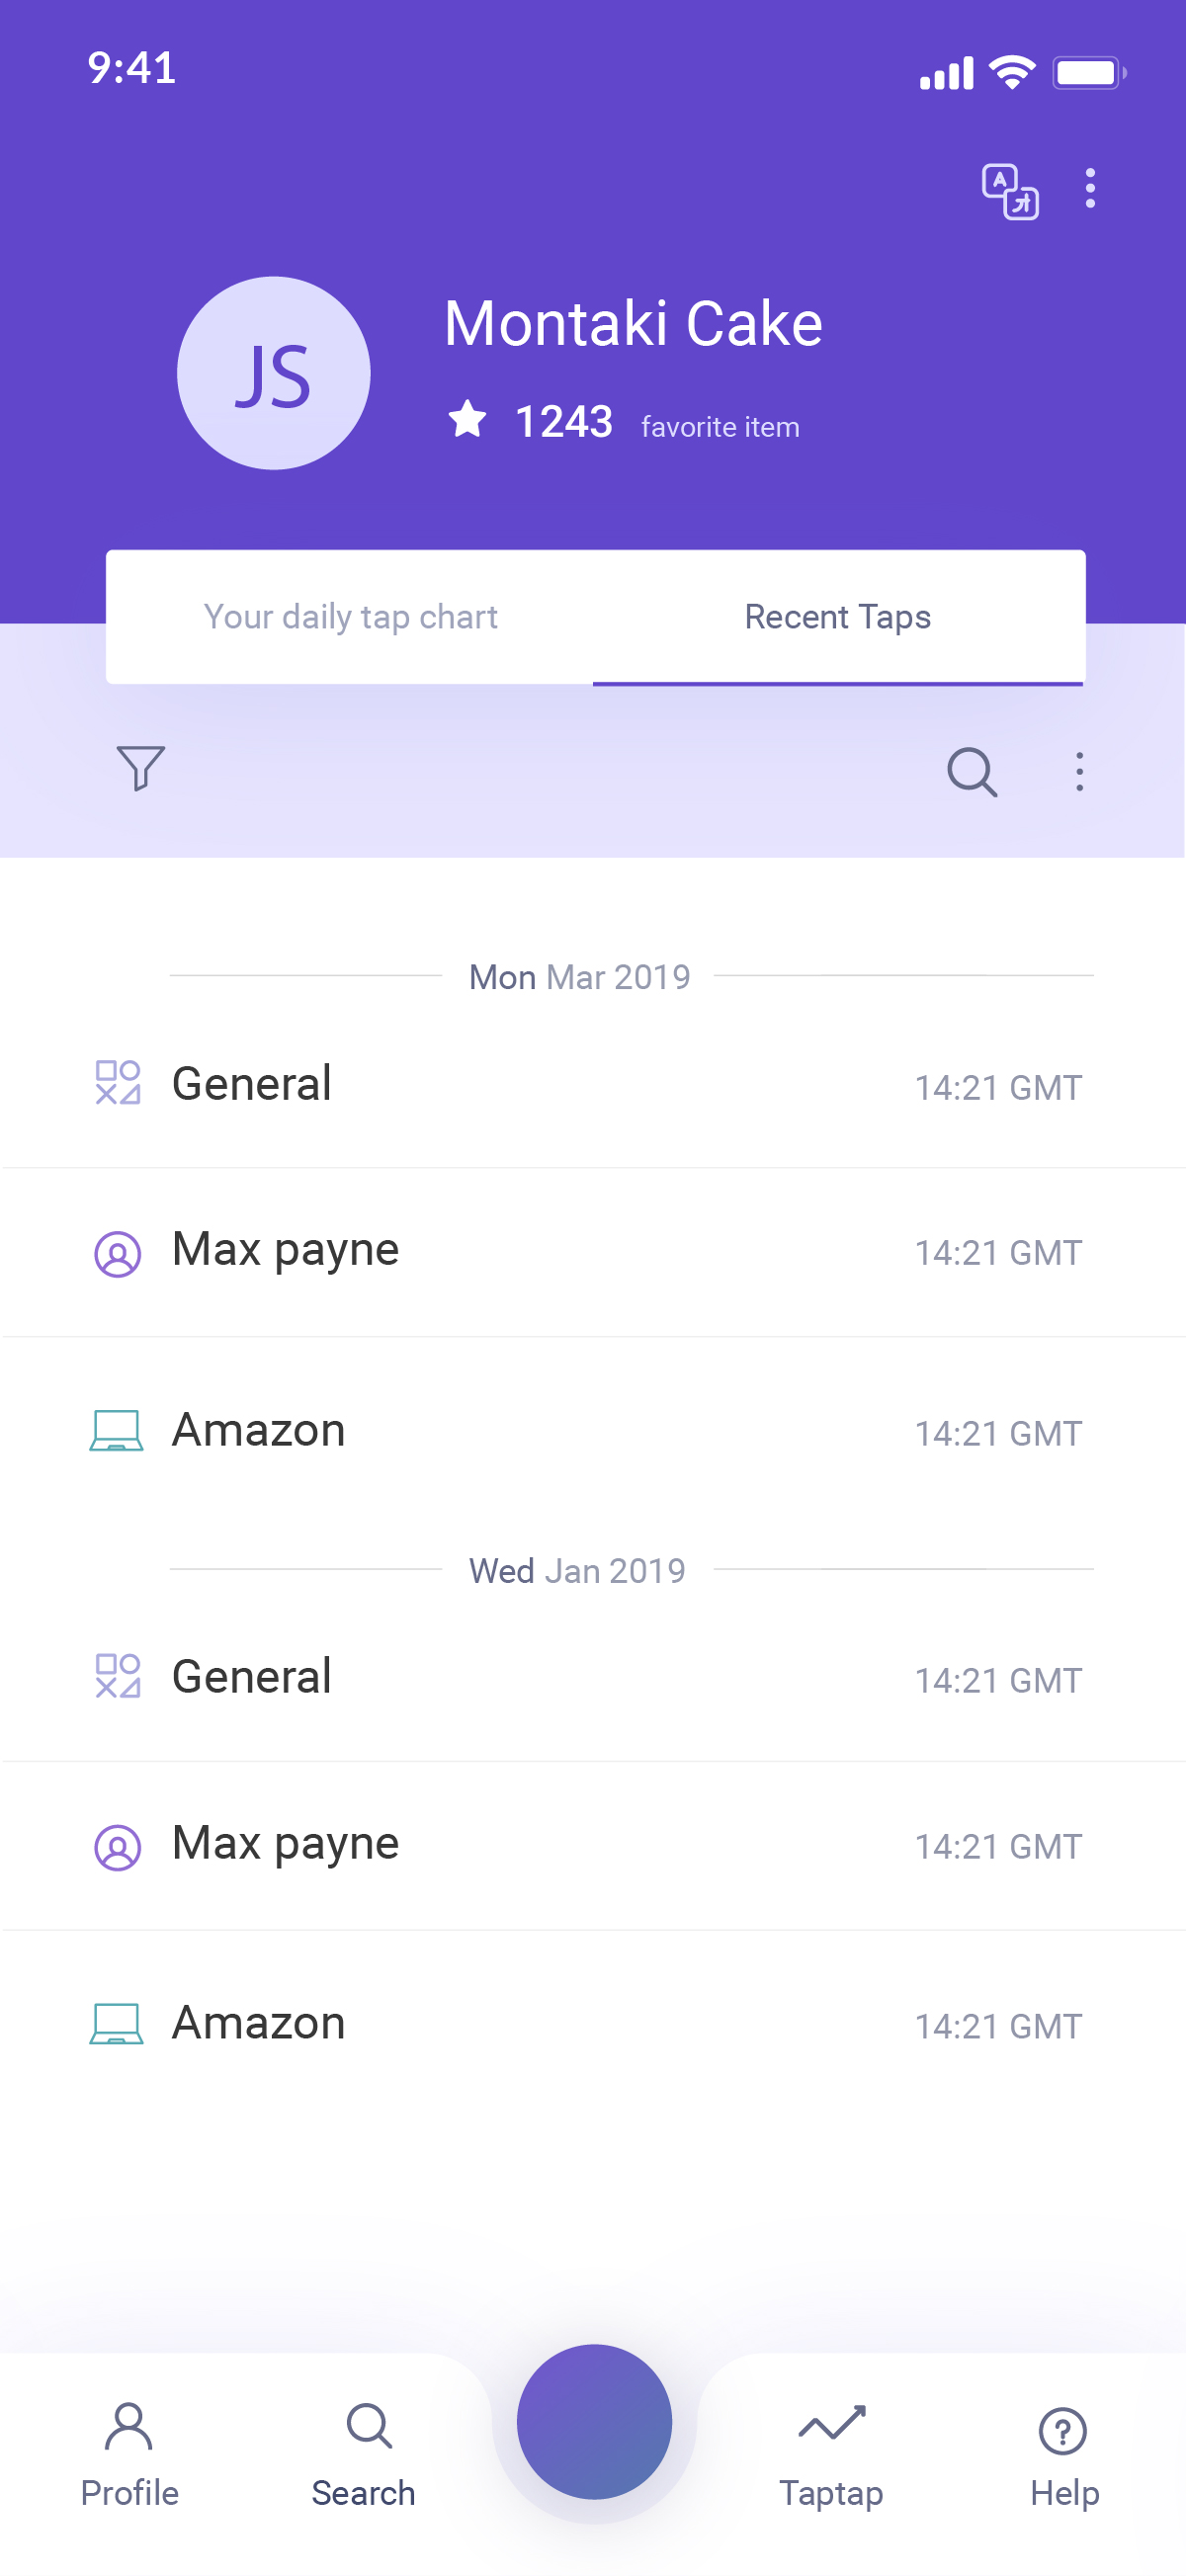 9:41
JS
Montaki Cake
1243 favorite item
Your daily tap chart
Recent Taps
Mon Mar 2019
General 14:21 GMT
Max payne 14:21 GMT
Amazon 14:21 GMT
Wed Jan 2019
General 14:21 GMT
Max payne 14:21 GMT
Amazon 14:21 GMT
Profile
Search
Taptap
Help